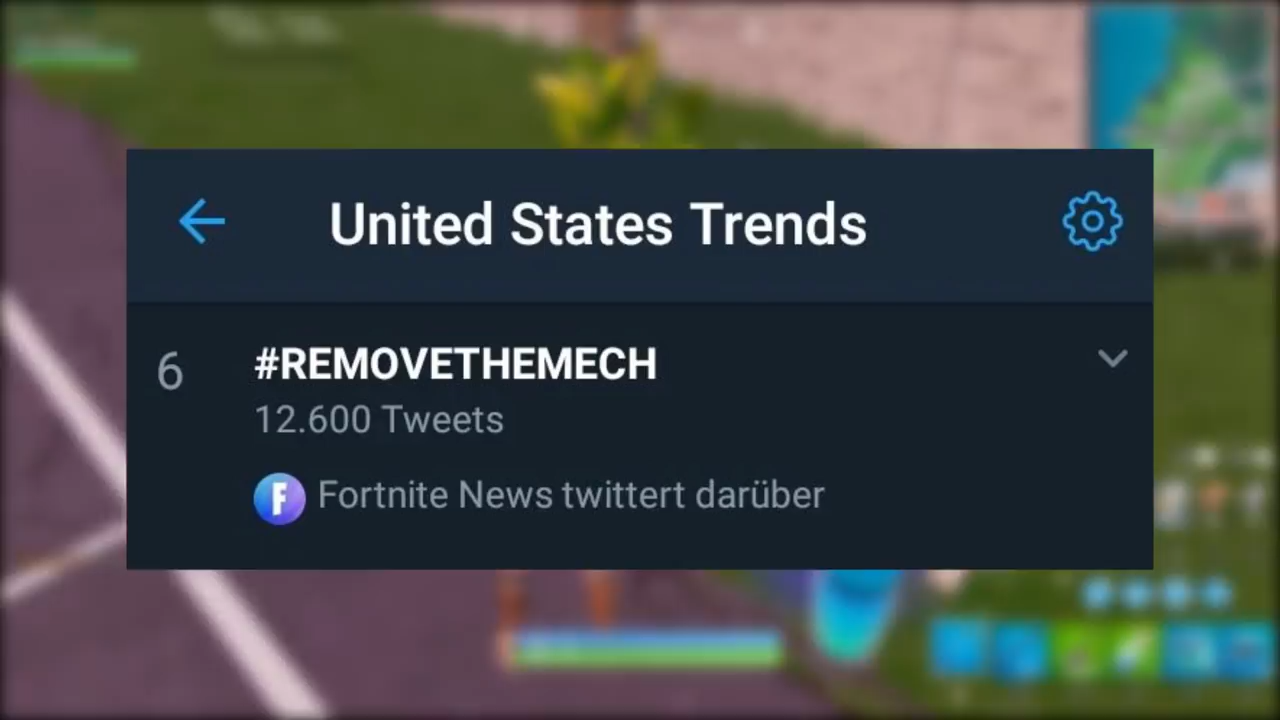 United States Trends
6
#REMOVETHEMECH
12.600 Tweets
F Fortnite News twittert darüber